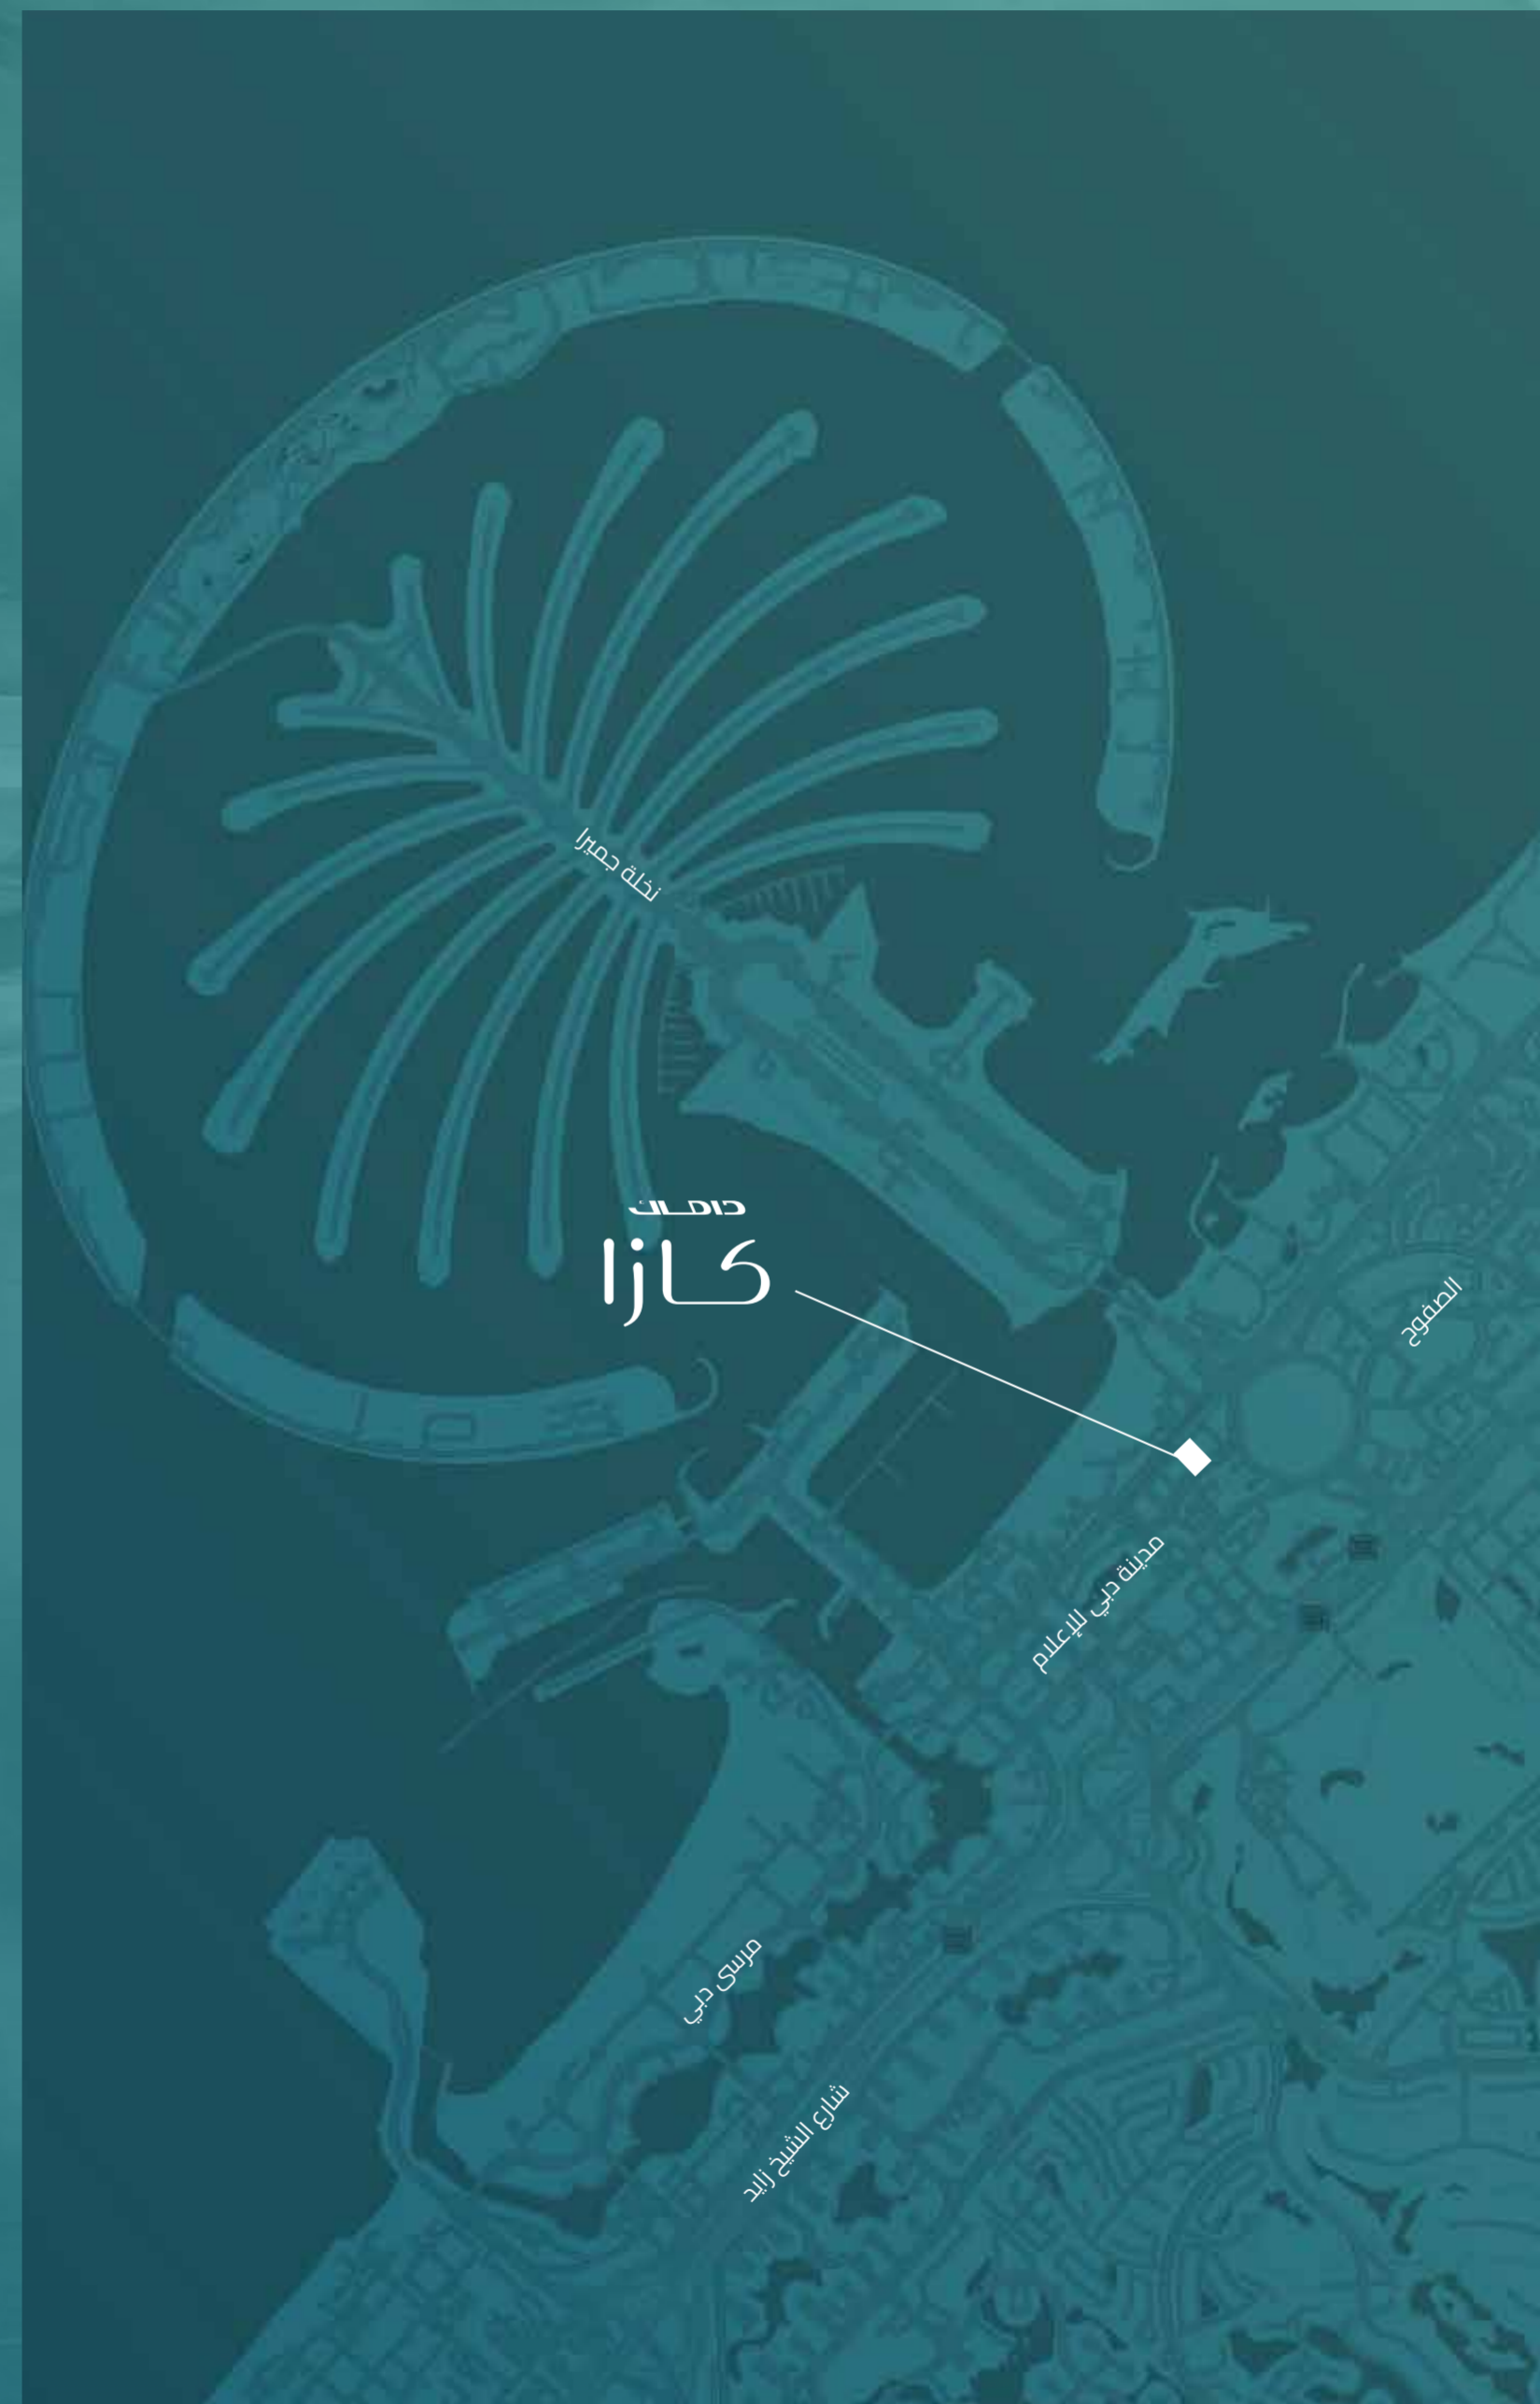 نخلة جميرا
داماك
كازا
الصفوح
مدينة دبي للإعلام
مرسى دبي
شارع الشيخ زايد